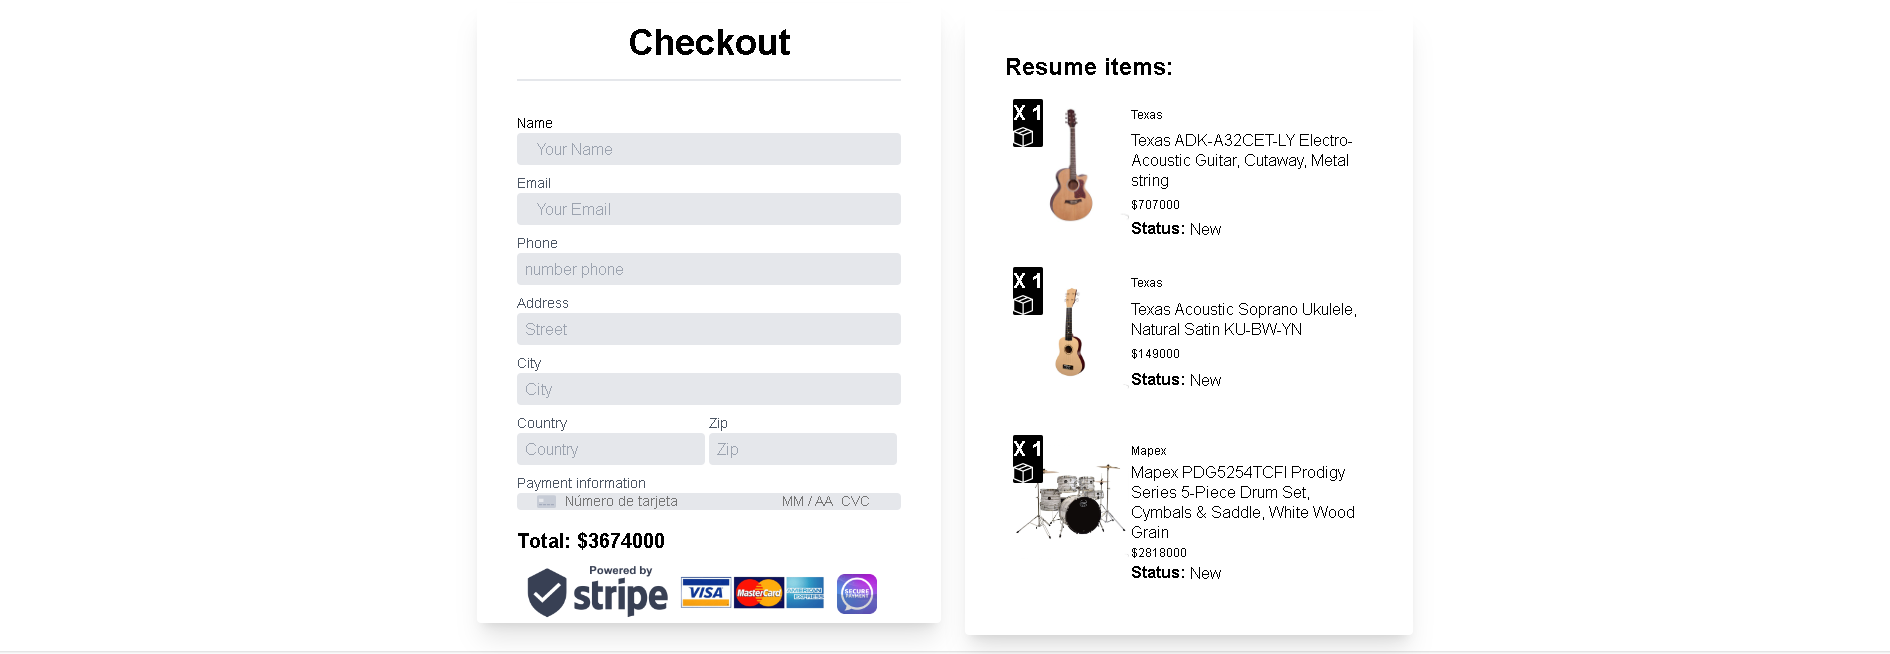 Checkout
Name
Your Name
Email
Your Email
Phone
number phone
Address
Street
City
City
Country Zip
Country Zip
Payment information
Número de tarjeta MM / AA CVC
Total: $3674000
Powered by
stripe
VISA MasterCard AMERICAN EXPRESS SECURE PAYMENT
Resume items:
X 1
Texas
Texas ADK-A32CET-LY Electro-
Acoustic Guitar, Cutaway, Metal
string
$707000
Status: New
X 1
Texas
Texas Acoustic Soprano Ukulele,
Natural Satin KU-BW-YN
$149000
Status: New
X 1
Mapex
Mapex PDG5254TCFI Prodigy
Series 5-Piece Drum Set,
Cymbals & Saddle, White Wood
Grain
$2818000
Status: New